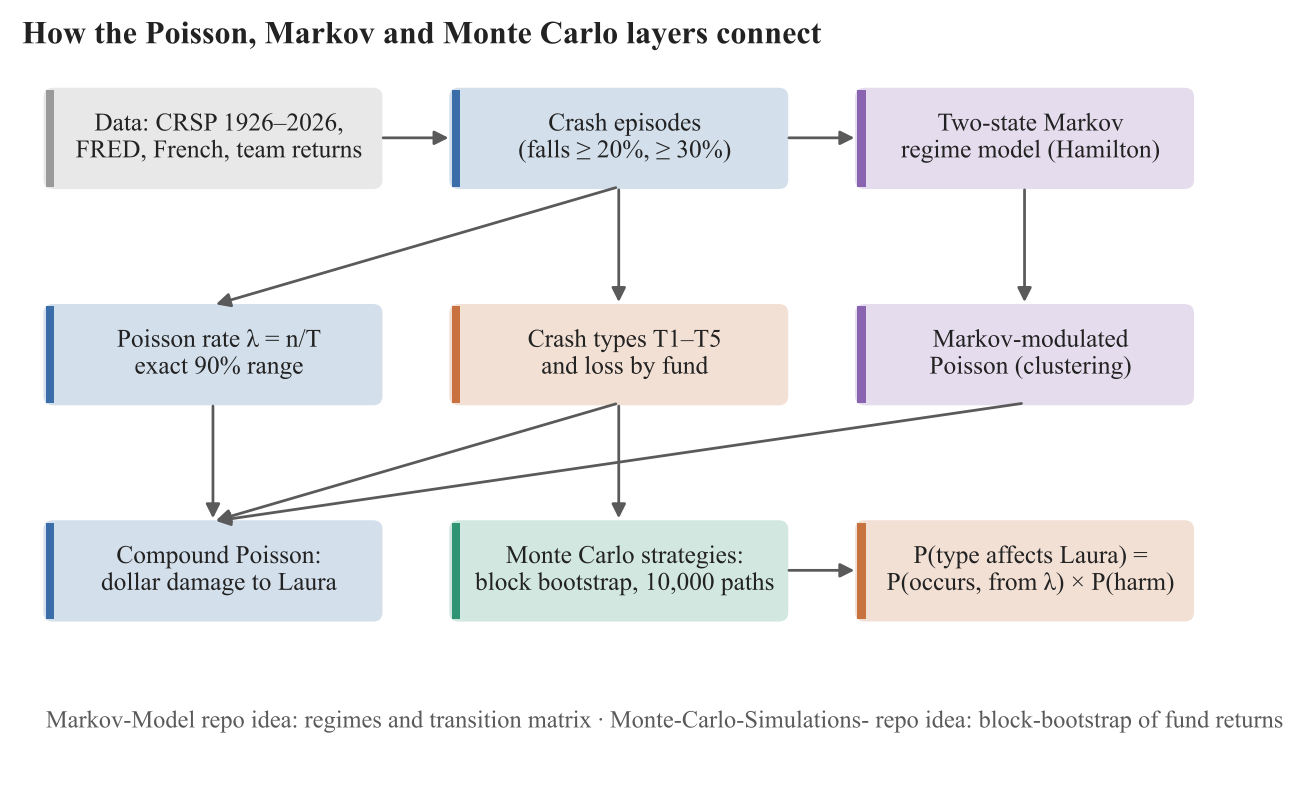 How the Poisson, Markov and Monte Carlo layers connect
Data: CRSP 1926–2026,
FRED, French, team returns
Crash episodes
(falls ≥ 20%, ≥ 30%)
Two-state Markov
regime model (Hamilton)
Poisson rate λ = n/T
exact 90% range
Crash types T1–T5
and loss by fund
Markov-modulated
Poisson (clustering)
Compound Poisson:
dollar damage to Laura
Monte Carlo strategies:
block bootstrap, 10,000 paths
P(type affects Laura) =
P(occurs, from λ) × P(harm)
Markov-Model repo idea: regimes and transition matrix · Monte-Carlo-Simulations- repo idea: block-bootstrap of fund returns